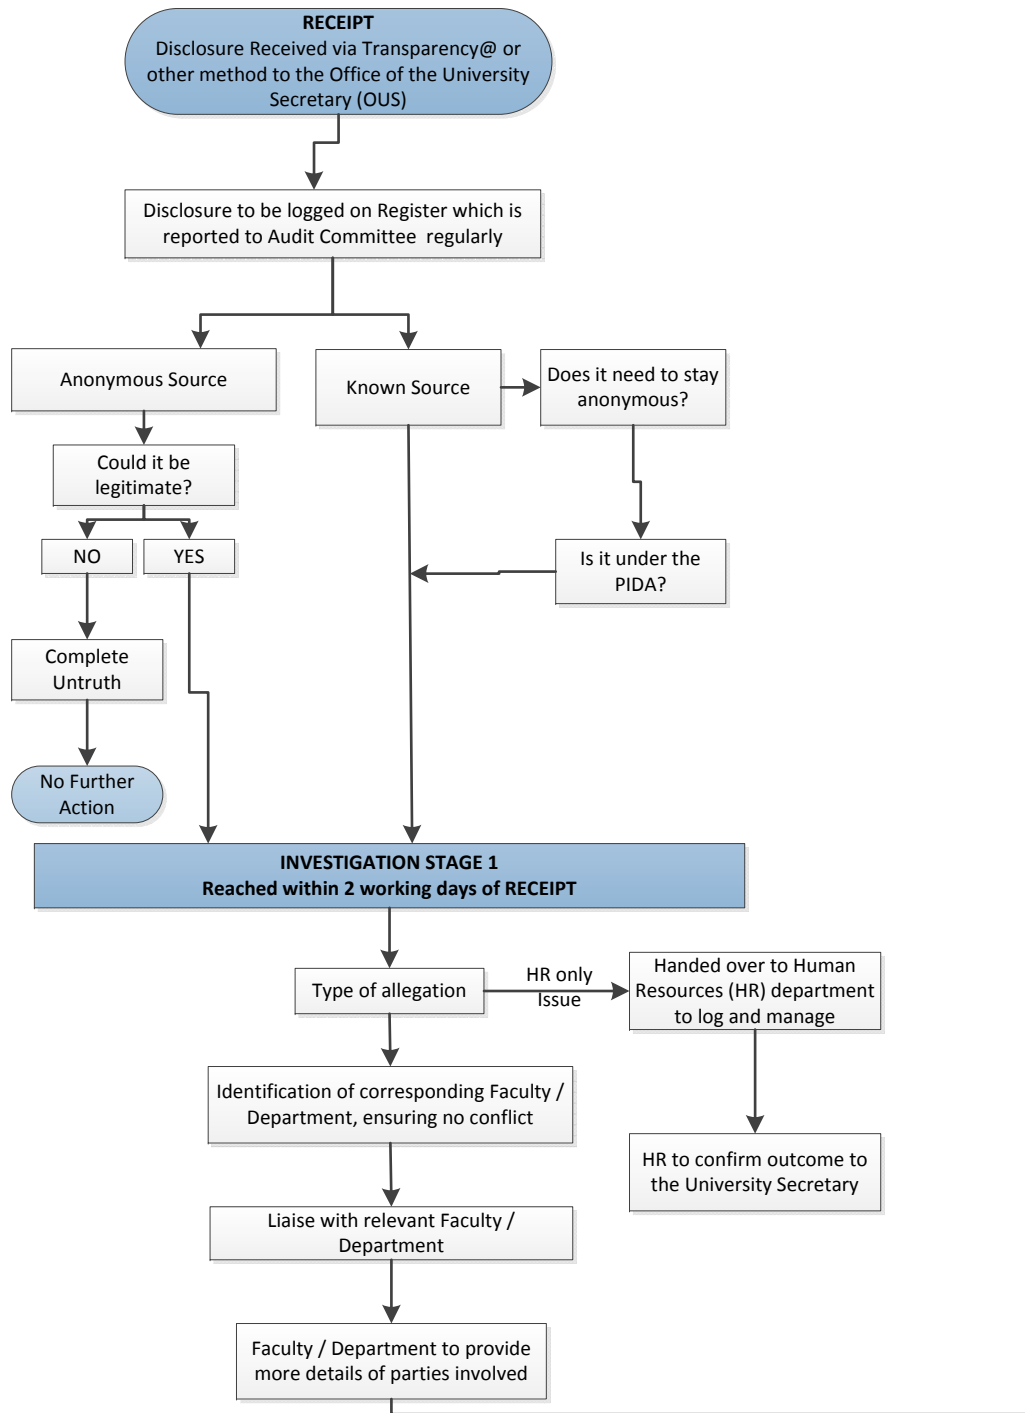 RECEIPT
Disclosure Received via Transparency@ or
other method to the Office of the University
Secretary (OUS)
Disclosure to be logged on Register which is
reported to Audit Committee regularly
Anonymous Source
Known Source
Does it need to stay
anonymous?
Could it be
legitimate?
NO
YES
Is it under the
PIDA?
Complete
Untruth
No Further
Action
INVESTIGATION STAGE 1
Reached within 2 working days of RECEIPT
Type of allegation
HR only
Issue
Handed over to Human
Resources (HR) department
to log and manage
Identification of corresponding Faculty /
Department, ensuring no conflict
HR to confirm outcome to
the University Secretary
Liaise with relevant Faculty /
Department
Faculty / Department to provide
more details of parties involved